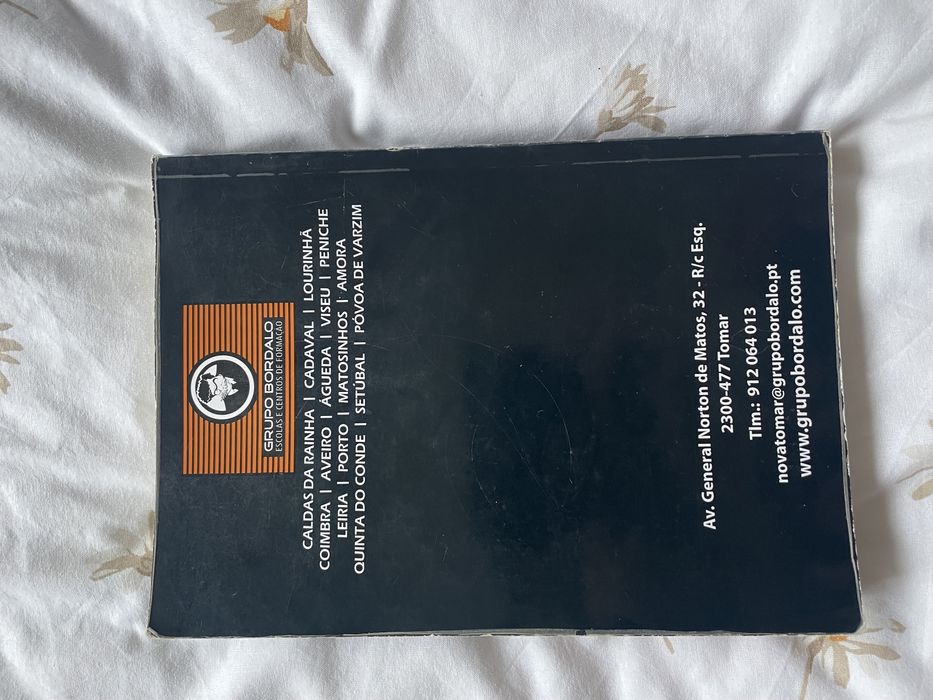 GRUPO BORDALO
ESCOLAS E CENTROS DE FORMAÇÃO
CALDAS DA RAINHA | CADAVAL | LOURINHÃ
COIMBRA | AVEIRO | ÁGUEDA | VISEU | PENICHE
LEIRIA | PORTO | MATOSINHOS | AMORA
QUINTA DO CONDE | SETÚBAL | PÓVOA DE VARZIM
Av. General Norton de Matos, 32 - R/c Esq.
2300-477 Tomar
Tlm.: 912 064 013
novatomar@grupobordalo.pt
www.grupobordalo.com